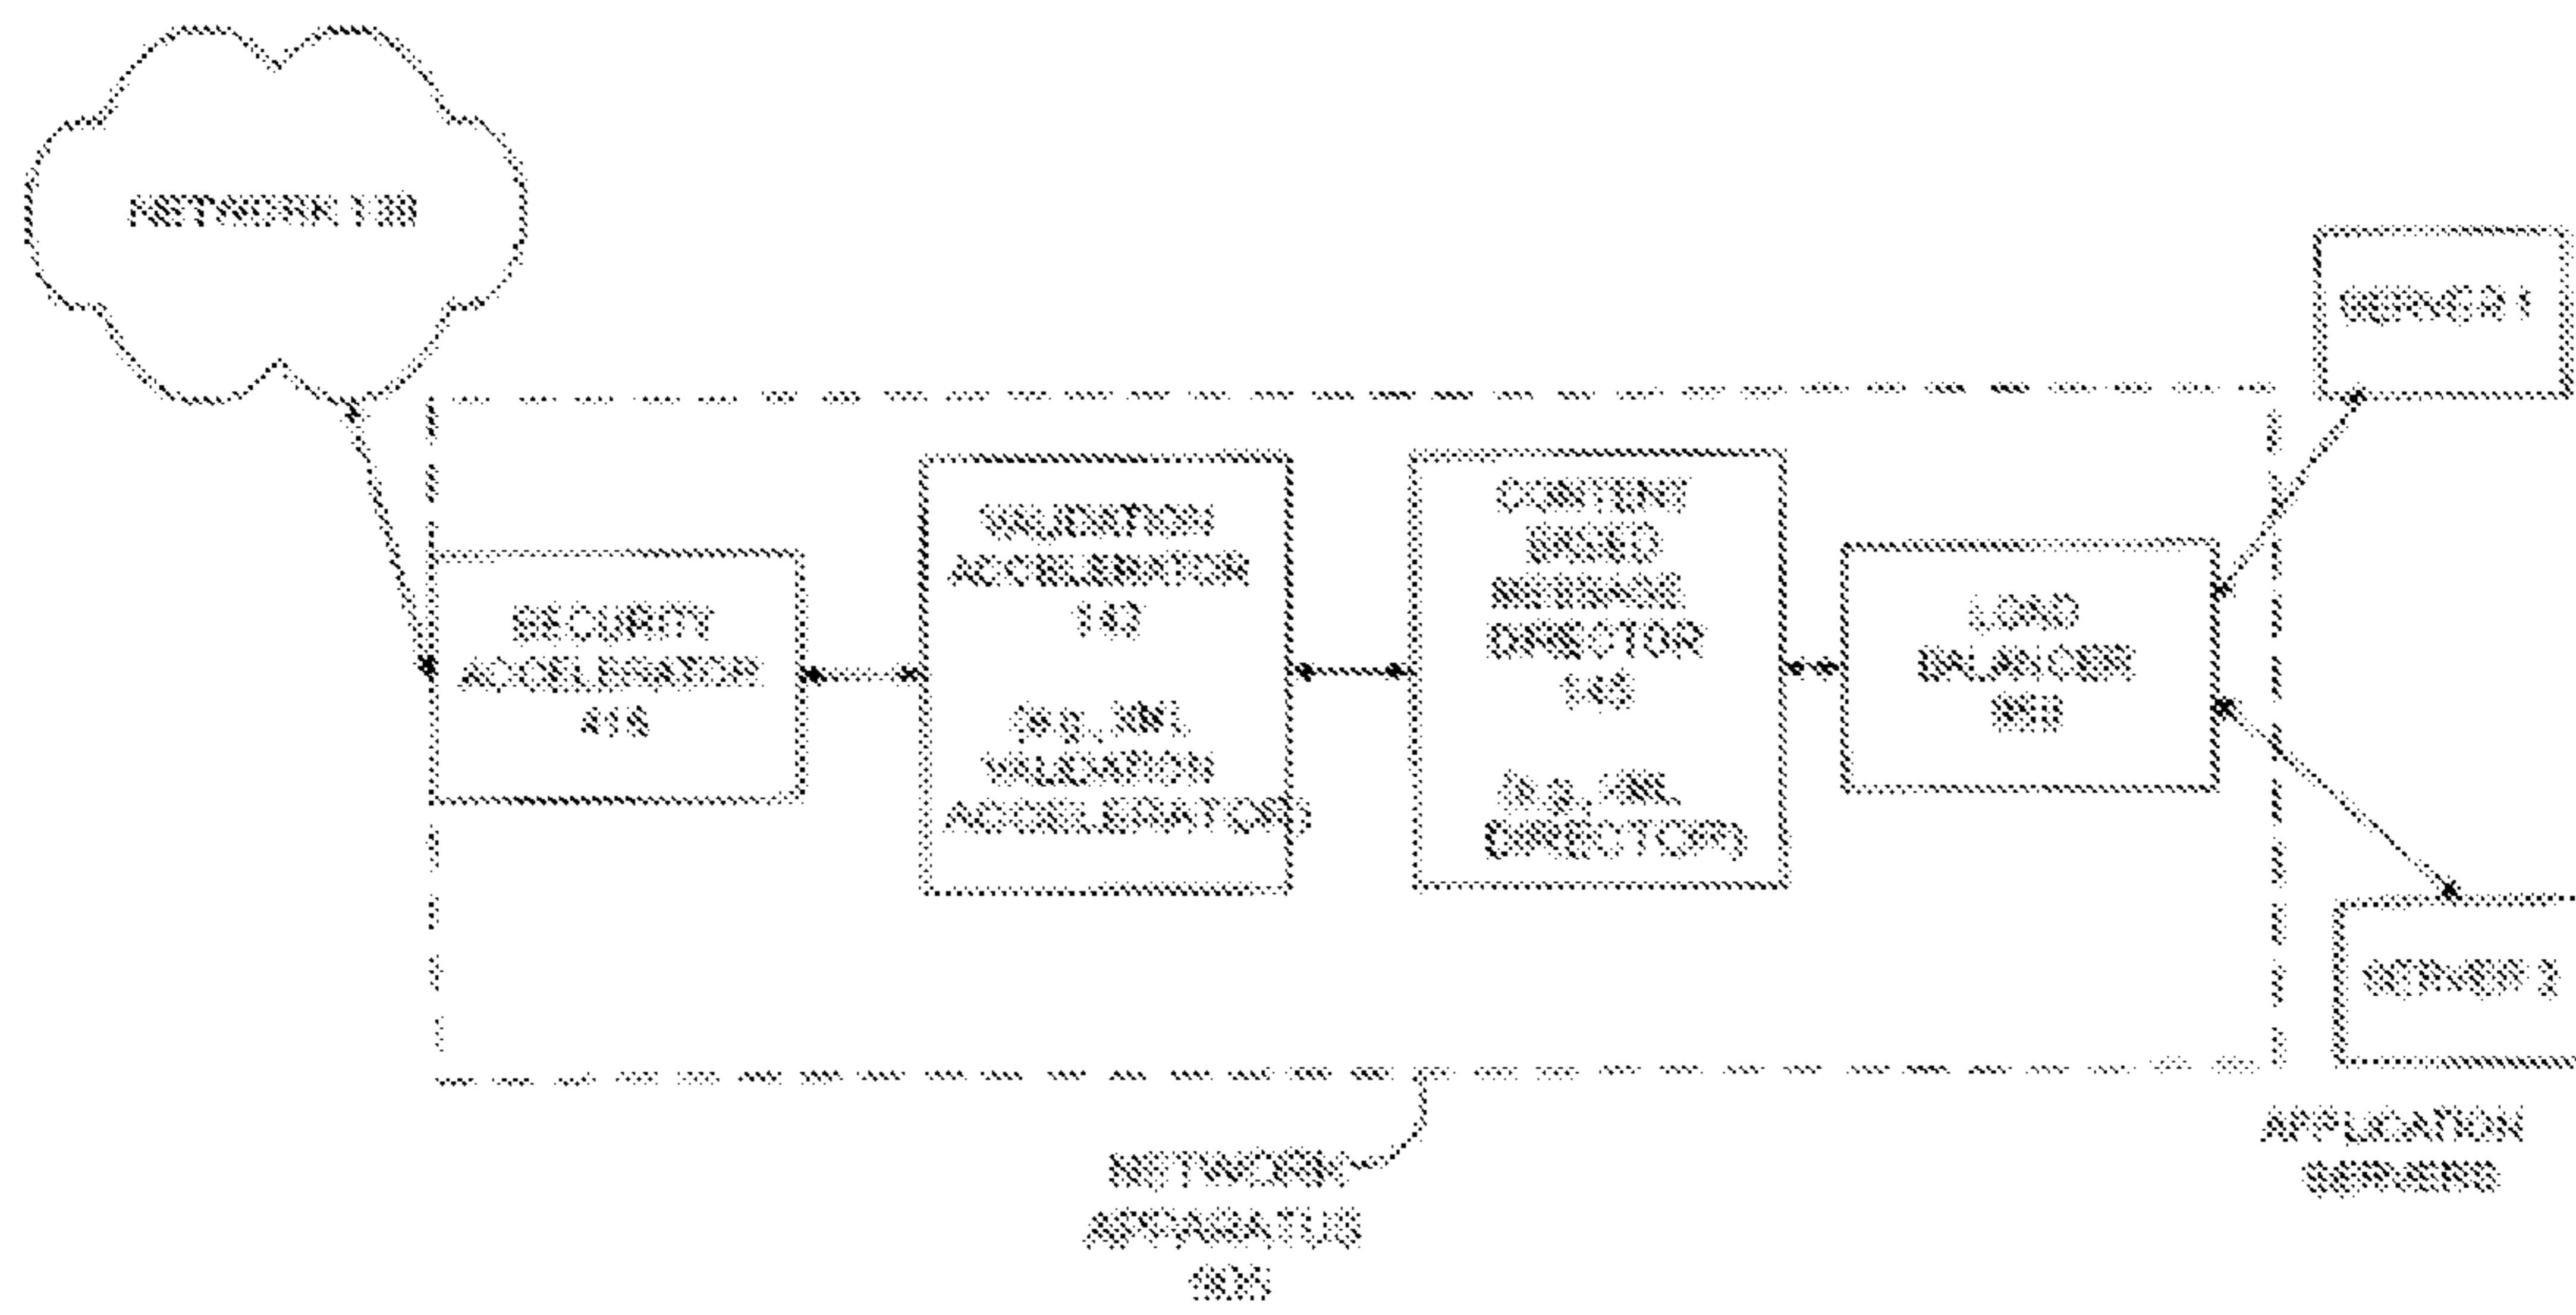 NETWORK
SERVER 1
SECURITY
ACCELERATOR
VALIDATION
ACCELERATOR
(e.g., XML
VALIDATION
ACCELERATOR)
CONTENT
BASED
MESSAGE
DIRECTOR
145
(e.g., XML
DIRECTOR)
LOAD
BALANCER
SERVER 2
APPLICATION
SERVERS
NETWORK
APPARATUS